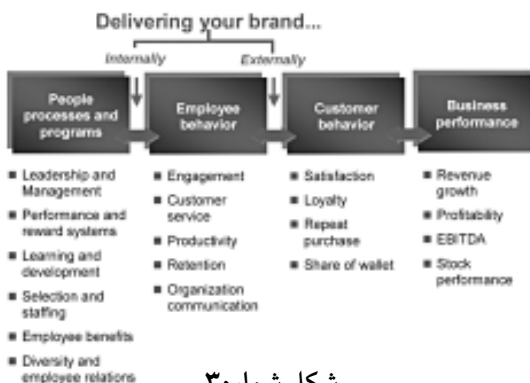 Delivering your brand...
Internally
Externally
People
processes and
programs
Employee
behavior
Customer
behavior
Business
performance
■ Leadership and
Management
■ Performance and
reward systems
■ Learning and
development
■ Selection and
staffing
■ Employee benefits
■ Diversity and
employee relations
■ Engagement
■ Customer
service
■ Productivity
■ Retention
■ Organization
communication
■ Satisfaction
■ Loyalty
■ Repeat
purchase
■ Share of wallet
■ Revenue
growth
■ Profitability
■ EBITDA
■ Stock
performance
شکل شماره ۳